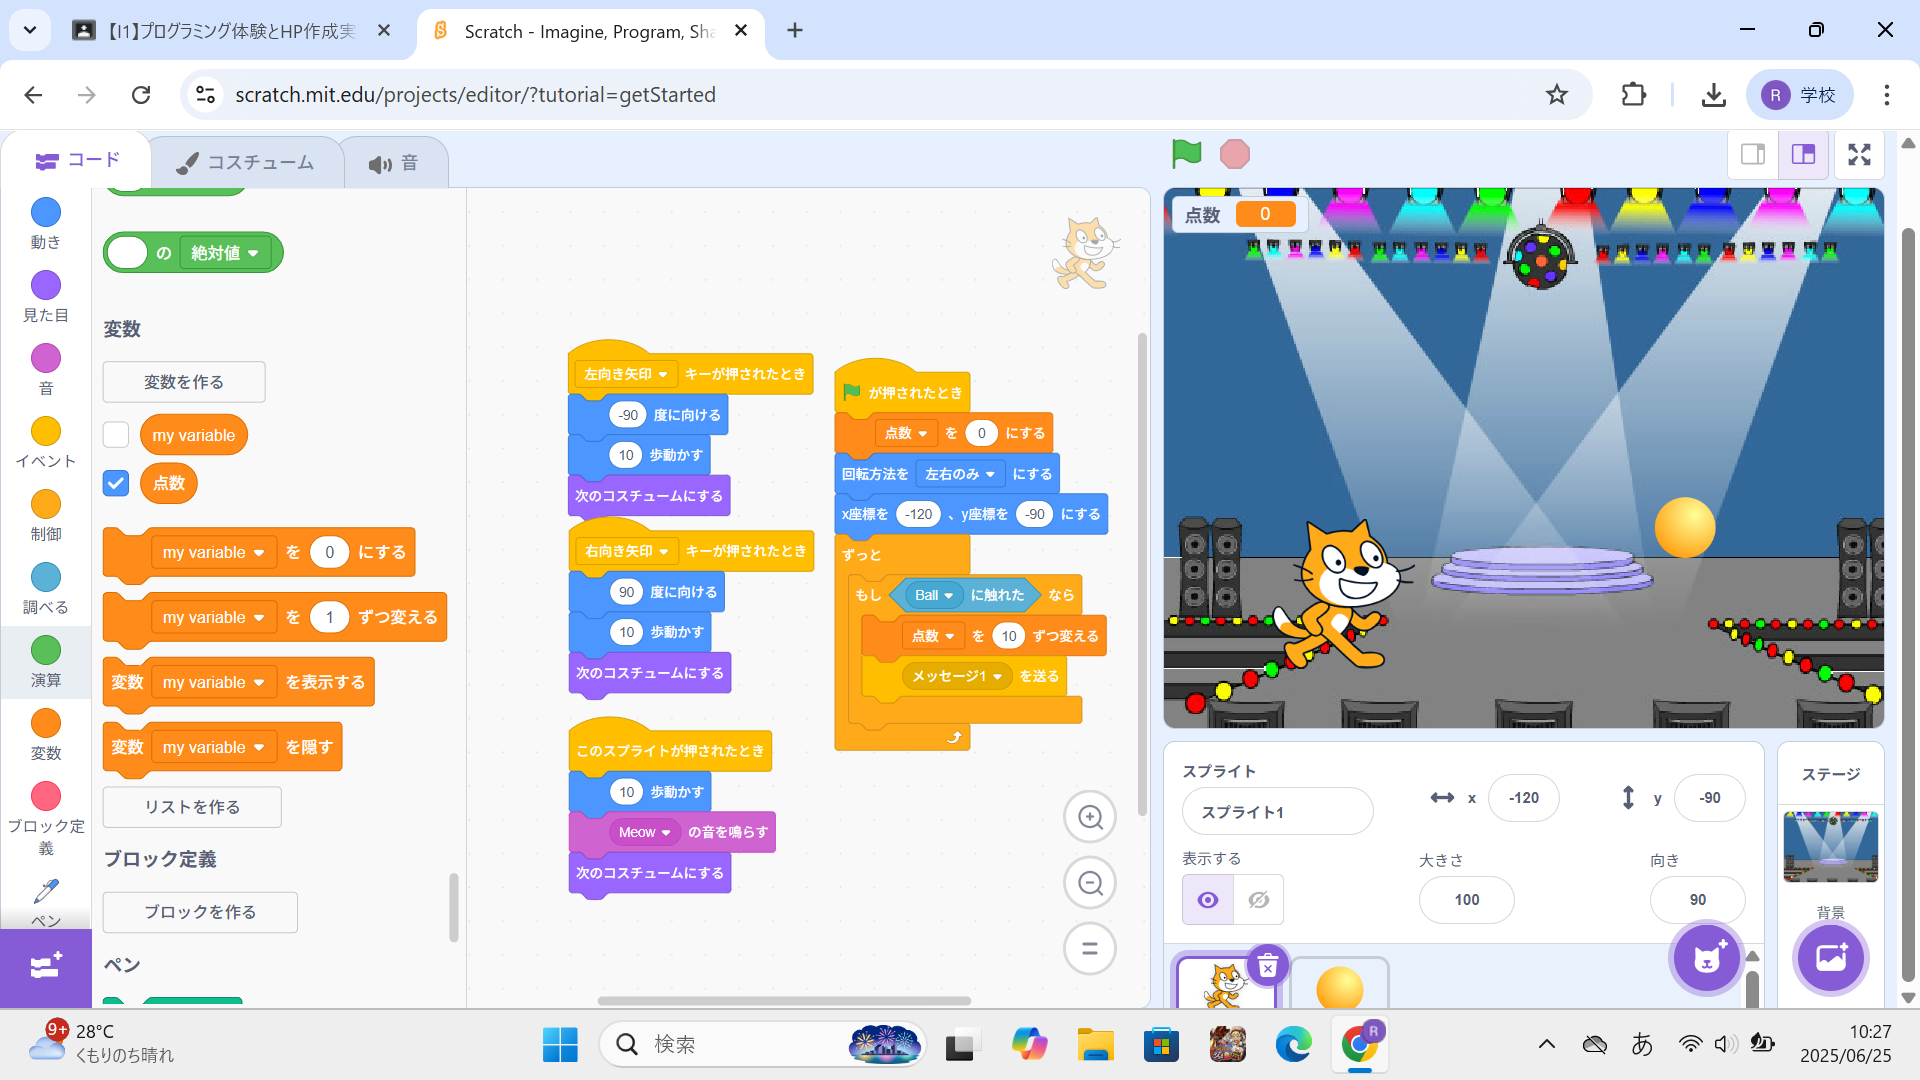 【I1】プログラミング体験とHP作成実
Scratch - Imagine, Program, Sha
scratch.mit.edu/projects/editor/?tutorial=getStarted
R 学校
コード
コスチューム
音
動き
見た目
音
イベント
制御
調べる
演算
変数
ブロック定
義
ペン
の 絶対値
変数
変数を作る
my variable
点数
my variable を 0 にする
my variable を 1 ずつ変える
変数 my variable を表示する
変数 my variable を隠す
リストを作る
ブロック定義
ブロックを作る
ペン
左向き矢印 キーが押されたとき
-90 度に向ける
10 歩動かす
次のコスチュームにする
右向き矢印 キーが押されたとき
90 度に向ける
10 歩動かす
次のコスチュームにする
このスプライトが押されたとき
10 歩動かす
Meow の音を鳴らす
次のコスチュームにする
が押されたとき
点数 を 0 にする
回転方法を 左右のみ にする
x座標を -120 、y座標を -90 にする
ずっと
もし Ball に触れた なら
点数 を 10 ずつ変える
メッセージ1 を送る
点数 0
スプライト
スプライト1
x -120
y -90
表示する
大きさ
100
向き
90
ステージ
背景
9+
28°C
くもりのち晴れ
検索
R
あ
10:27
2025/06/25